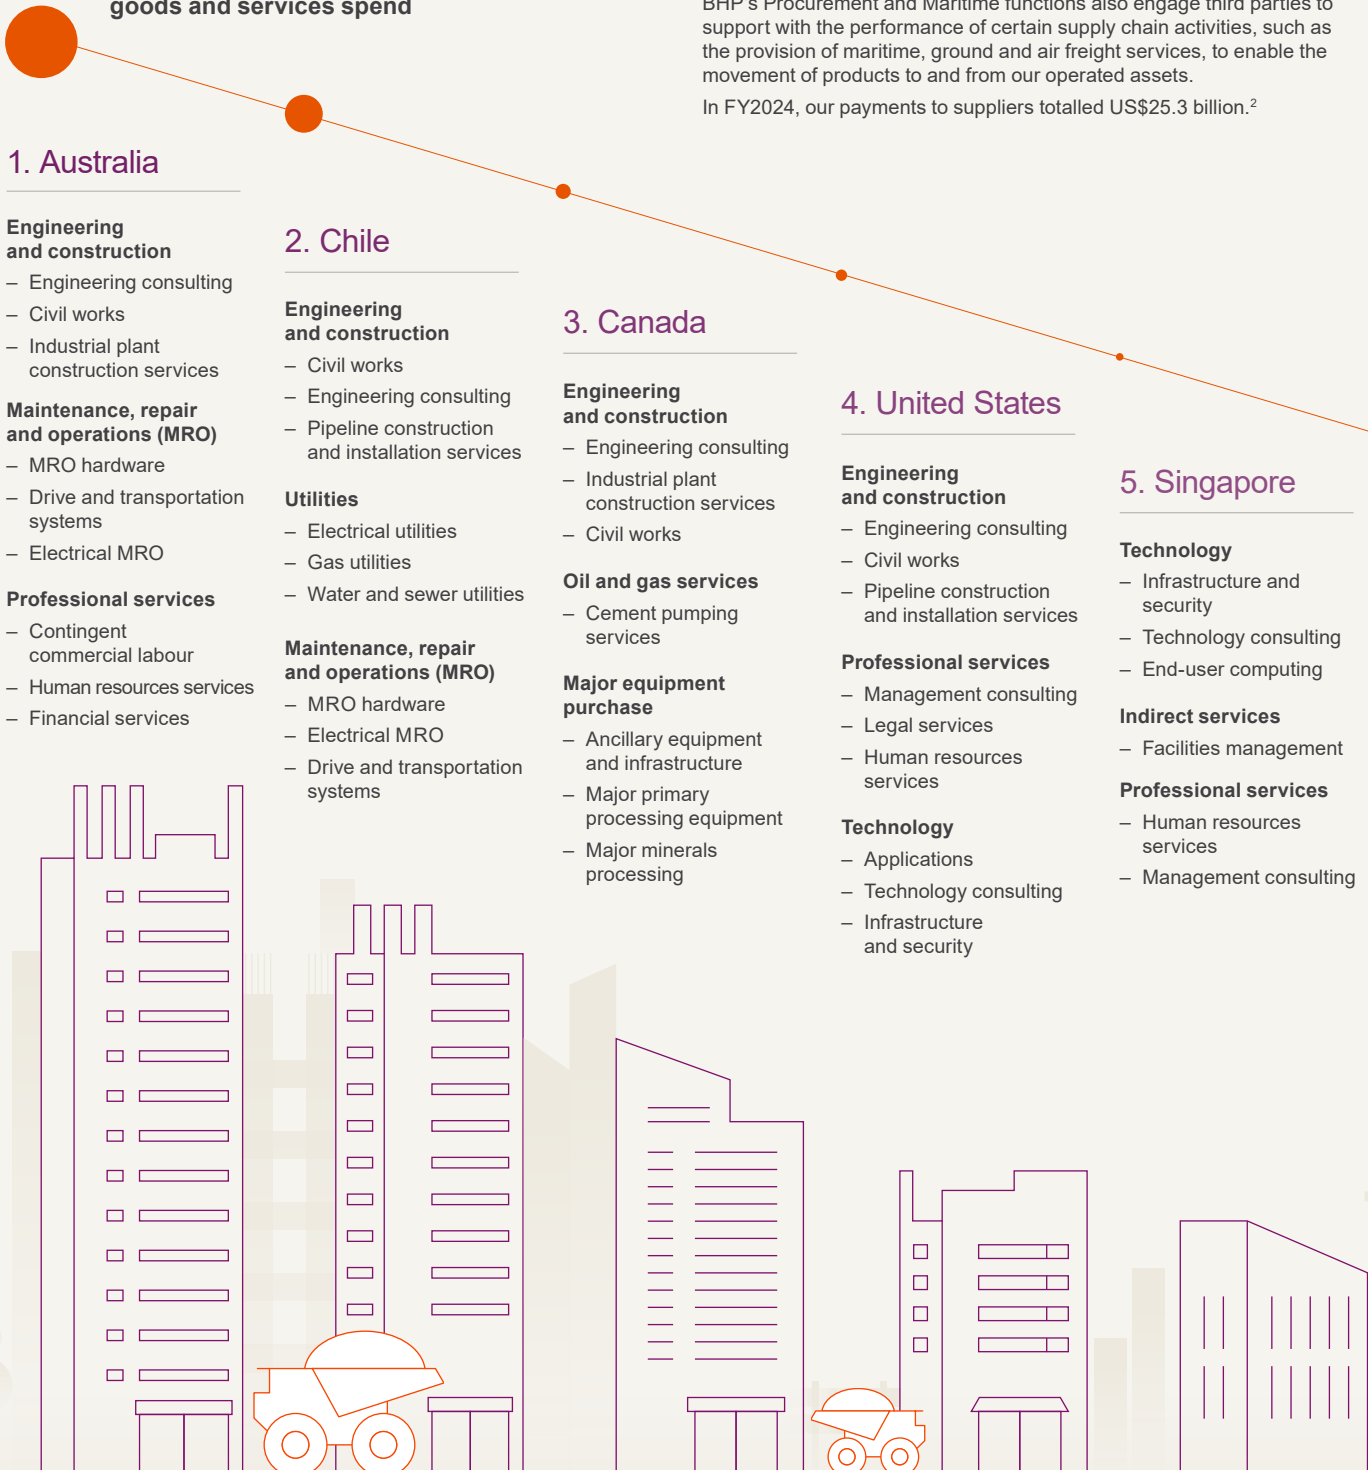 goods and services spend
BHP's Procurement and Maritime functions also engage third parties to
support with the performance of certain supply chain activities, such as
the provision of maritime, ground and air freight services, to enable the
movement of products to and from our operated assets.
In FY2024, our payments to suppliers totalled US$25.3 billion.2
1. Australia
Engineering
and construction
– Engineering consulting
– Civil works
– Industrial plant
construction services
Maintenance, repair
and operations (MRO)
– MRO hardware
– Drive and transportation
systems
– Electrical MRO
Professional services
– Contingent
commercial labour
– Human resources services
– Financial services
2. Chile
Engineering
and construction
– Civil works
– Engineering consulting
– Pipeline construction
and installation services
Utilities
– Electrical utilities
– Gas utilities
– Water and sewer utilities
Maintenance, repair
and operations (MRO)
– MRO hardware
– Electrical MRO
– Drive and transportation
systems
3. Canada
Engineering
and construction
– Engineering consulting
– Industrial plant
construction services
– Civil works
Oil and gas services
– Cement pumping
services
Major equipment
purchase
– Ancillary equipment
and infrastructure
– Major primary
processing equipment
– Major minerals
processing
4. United States
Engineering
and construction
– Engineering consulting
– Civil works
– Pipeline construction
and installation services
Professional services
– Management consulting
– Legal services
– Human resources
services
Technology
– Applications
– Technology consulting
– Infrastructure
and security
5. Singapore
Technology
– Infrastructure and
security
– Technology consulting
– End-user computing
Indirect services
– Facilities management
Professional services
– Human resources
services
– Management consulting